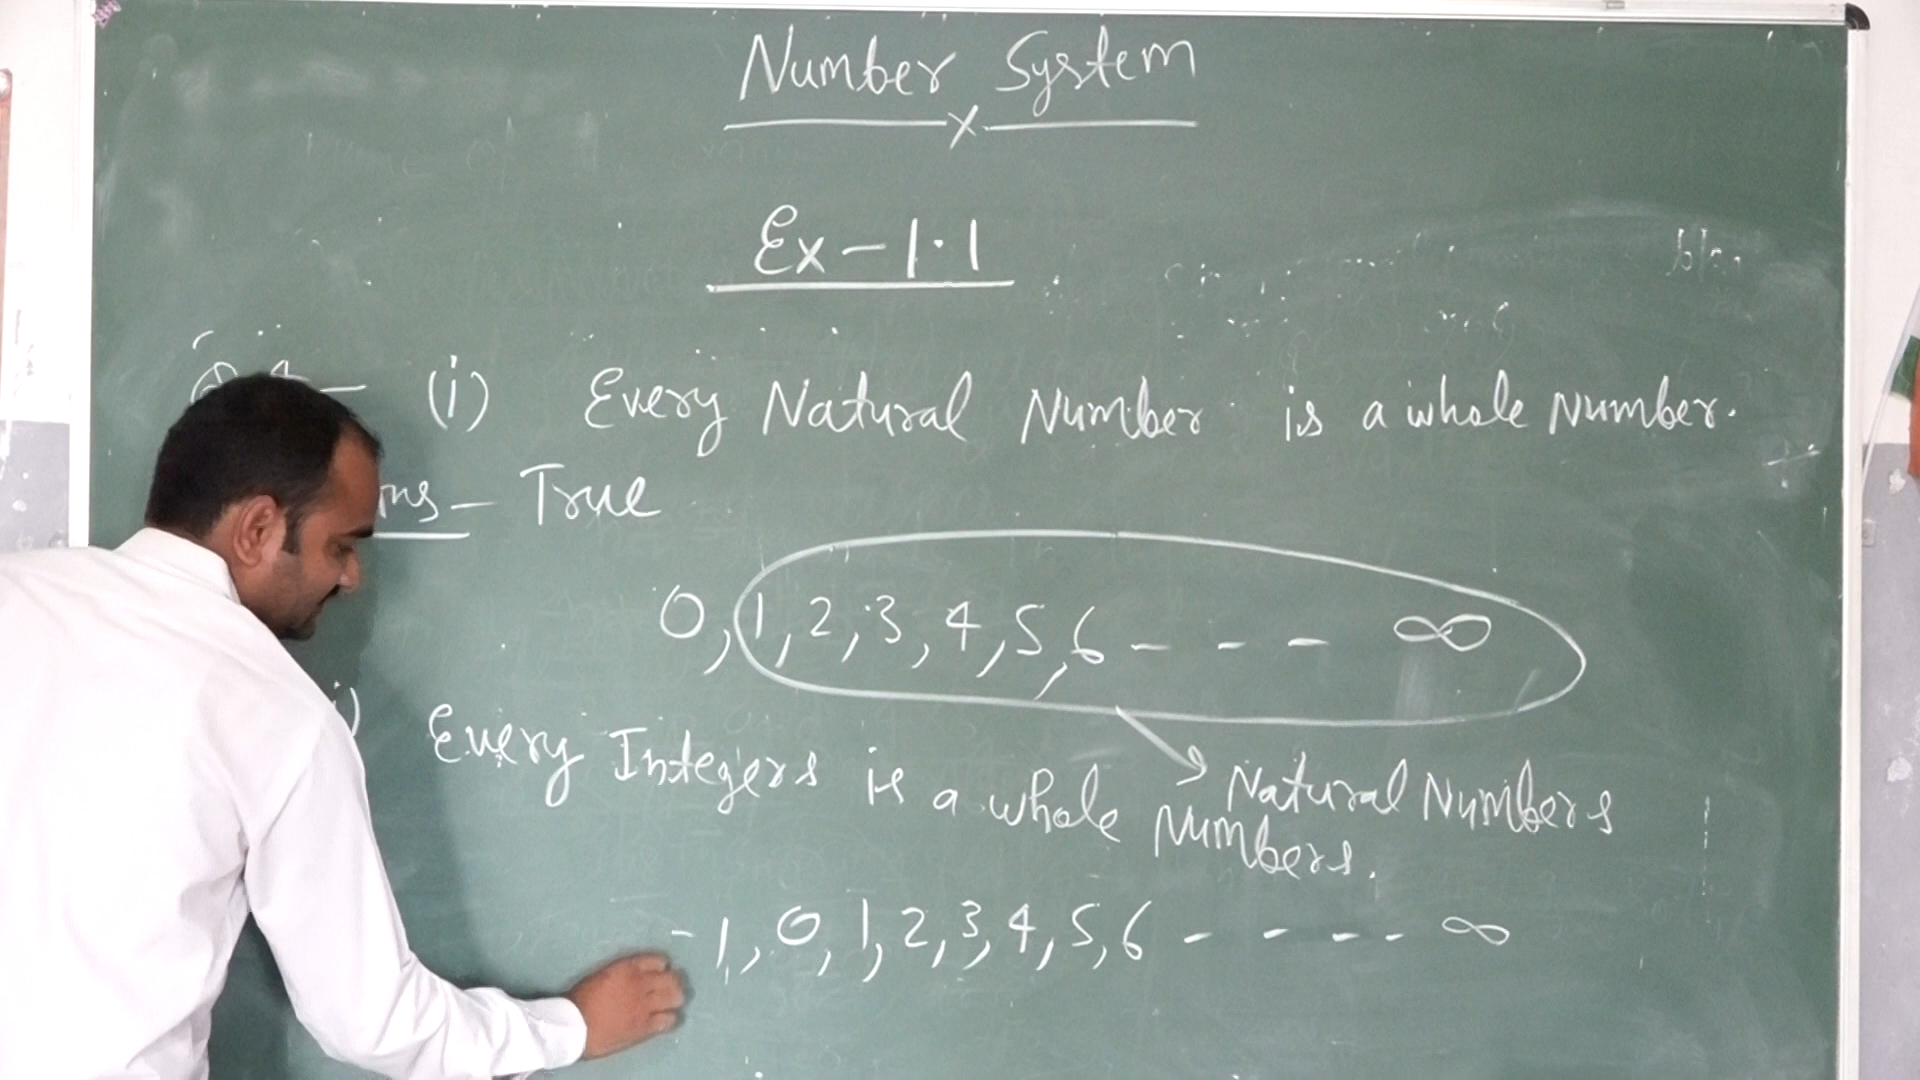 Number System
x
Ex - 1.1
(i) Every Natural Number is a whole Number.
ns - True
0, 1, 2, 3, 4, 5, 6 - - - ∞
Natural Numbers
) Every Integers is a whole Numbers.
-1, 0, 1, 2, 3, 4, 5, 6 - - - - ∞